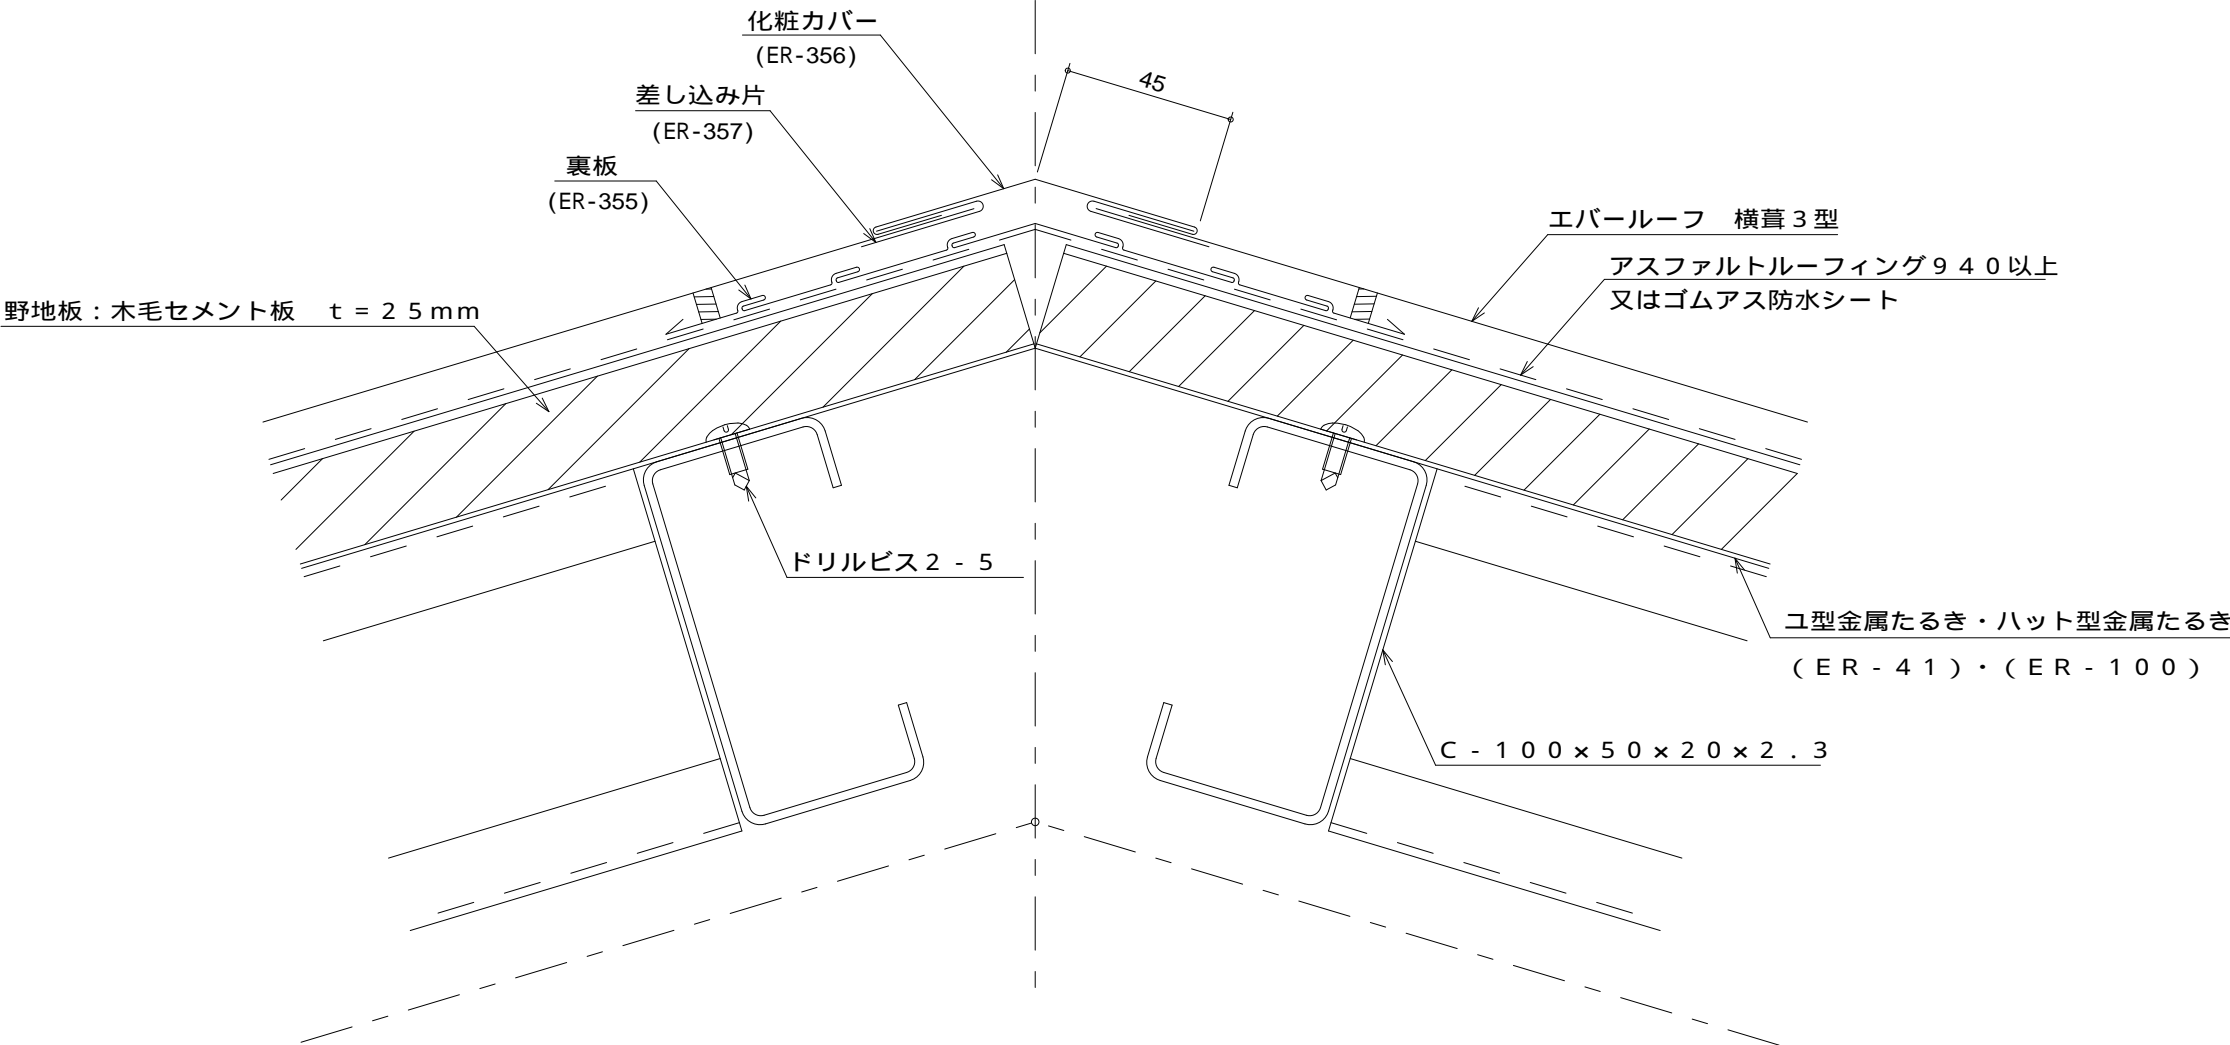 化粧カバー
(ER-356)
45
差し込み片
(ER-357)
裏板
(ER-355)
エバールーフ　横葺３型
アスファルトルーフィング９４０以上
又はゴムアス防水シート
野地板：木毛セメント板　ｔ＝２５ｍｍ
ドリルビス２‐５
ユ型金属たるき・ハット型金属たるき
（ＥＲ‐４１）・（ＥＲ‐１００）
Ｃ‐１００×５０×２０×２．３